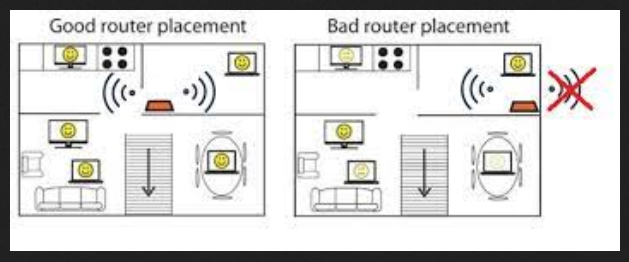 Good router placement
Bad router placement